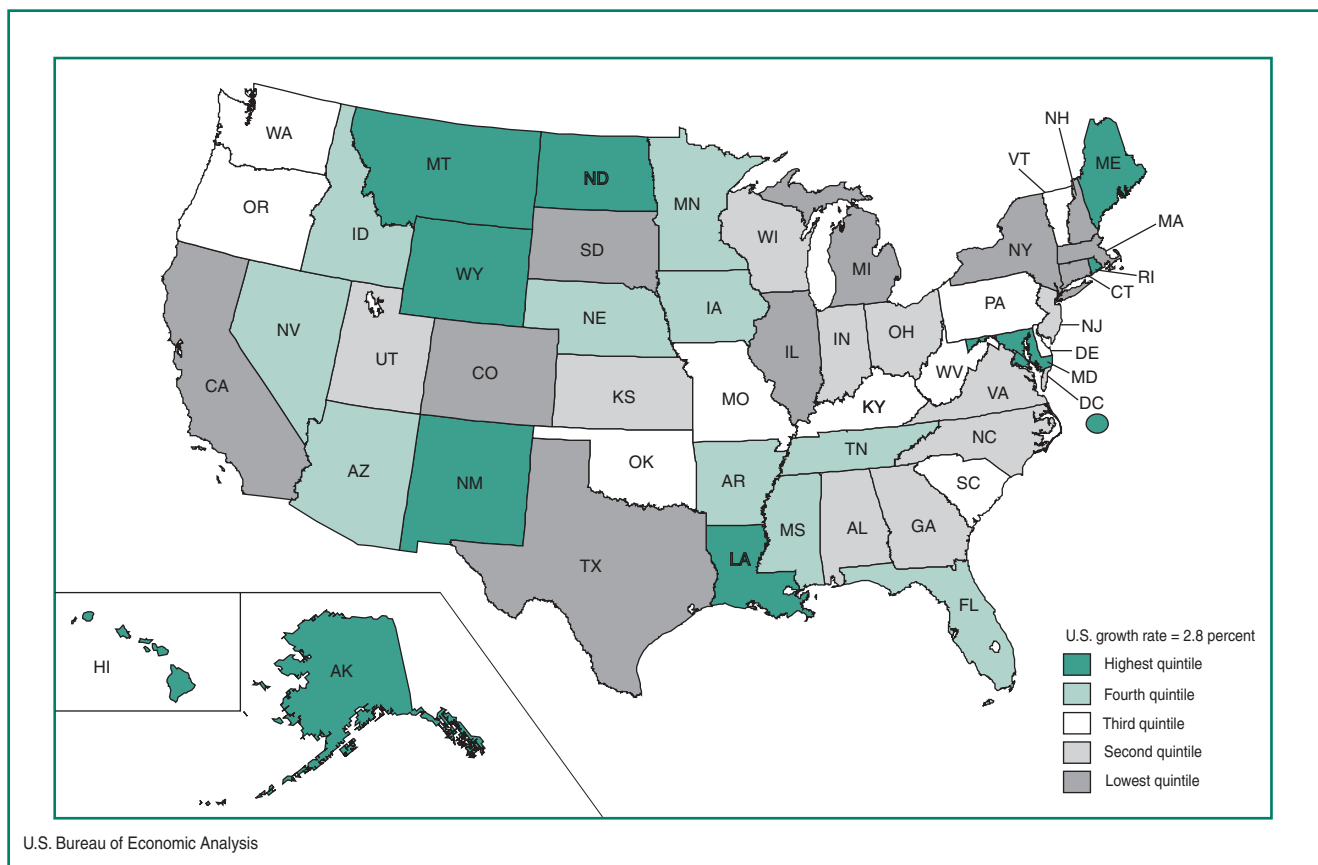 WA
OR
CA
ID
NV
MT
WY
UT
AZ
ND
SD
NE
CO
KS
NM
OK
TX
MN
IA
MO
AR
LA
WI
IL
MI
IN
OH
KY
TN
MS
AL
GA
FL
SC
NC
VA
WV
PA
NY
VT
NH
ME
MA
RI
CT
NJ
DE
MD
DC
HI
AK
U.S. growth rate = 2.8 percent
Highest quintile
Fourth quintile
Third quintile
Second quintile
Lowest quintile
U.S. Bureau of Economic Analysis